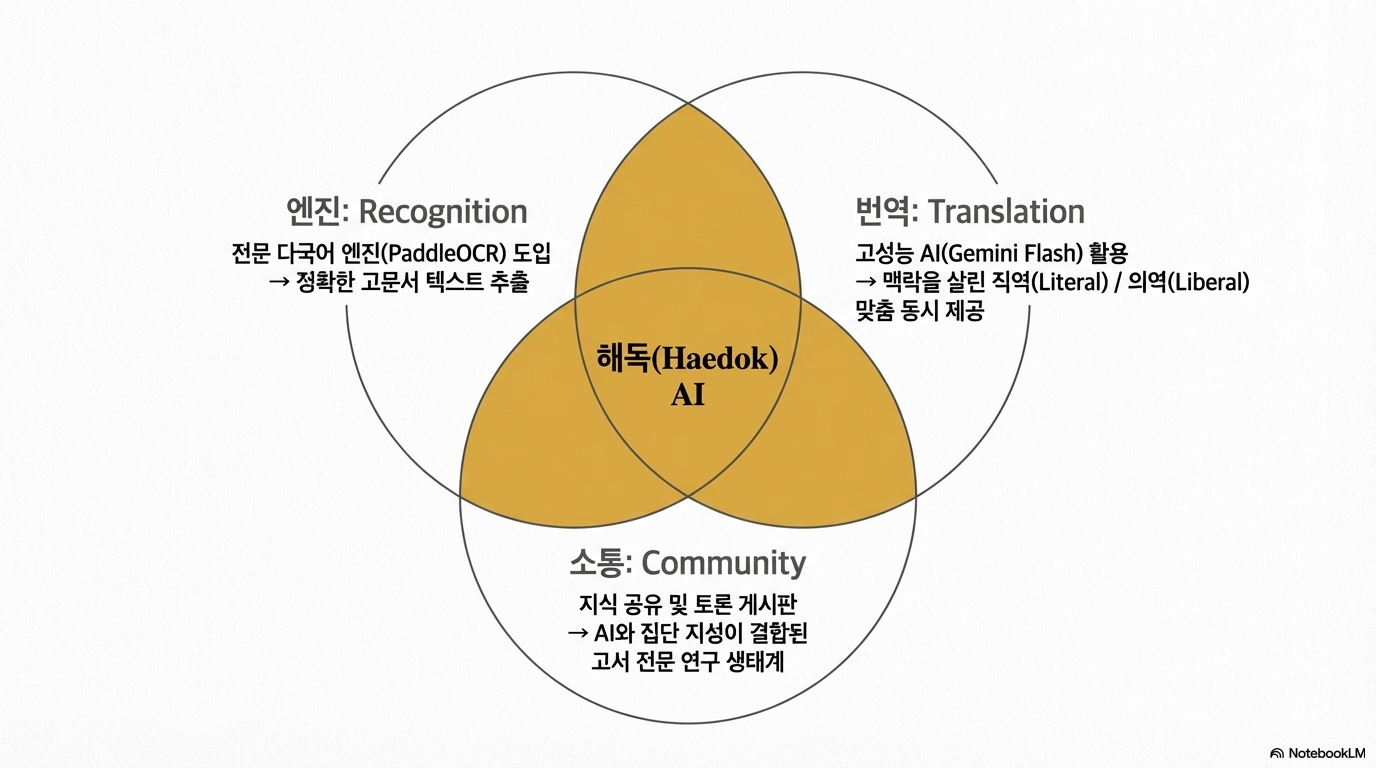 엔진: Recognition
전문 다국어 엔진(PaddleOCR) 도입
→ 정확한 고문서 텍스트 추출
번역: Translation
고성능 AI(Gemini Flash) 활용
→ 맥락을 살린 직역(Literal) / 의역(Liberal)
맞춤 동시 제공
해독(Haedok)
AI
소통: Community
지식 공유 및 토론 게시판
→ AI와 집단 지성이 결합된
고서 전문 연구 생태계
NotebookLM